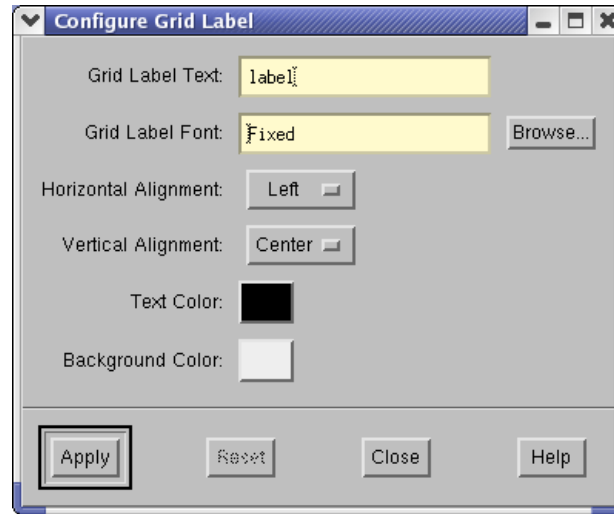 Configure Grid Label
Grid Label Text: label
Grid Label Font: Fixed Browse...
Horizontal Alignment: Left
Vertical Alignment: Center
Text Color:
Background Color:
Apply Reset Close Help